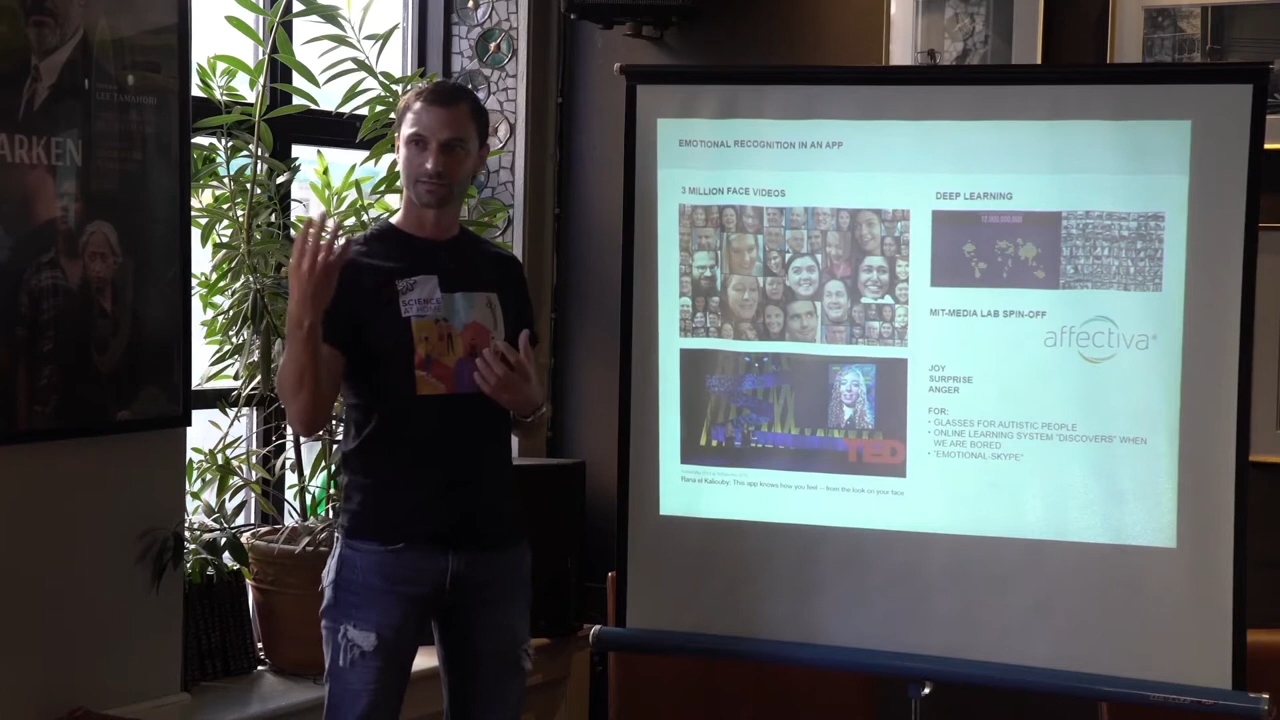 LEE TAMAHORI
ARKEN
SCIENCE
AT HOME
EMOTIONAL RECOGNITION IN AN APP
3 MILLION FACE VIDEOS
TED
Rana el Kaliouby: This app knows how you feel — from the look on your face
DEEP LEARNING
MIT-MEDIA LAB SPIN-OFF
affectiva
JOY
SURPRISE
ANGER
FOR:
• GLASSES FOR AUTISTIC PEOPLE
• ONLINE LEARNING SYSTEM "DISCOVERS" WHEN
WE ARE BORED
• "EMOTIONAL-SKYPE"